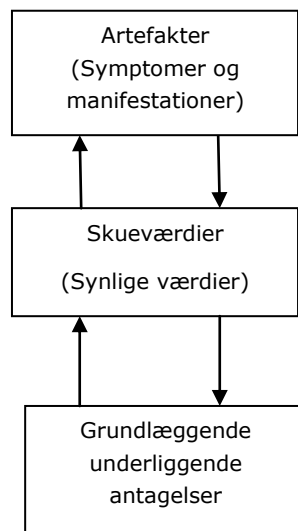 Artefakter
(Symptomer og
manifestationer)
Skueværdier
(Synlige værdier)
Grundlæggende
underliggende
antagelser